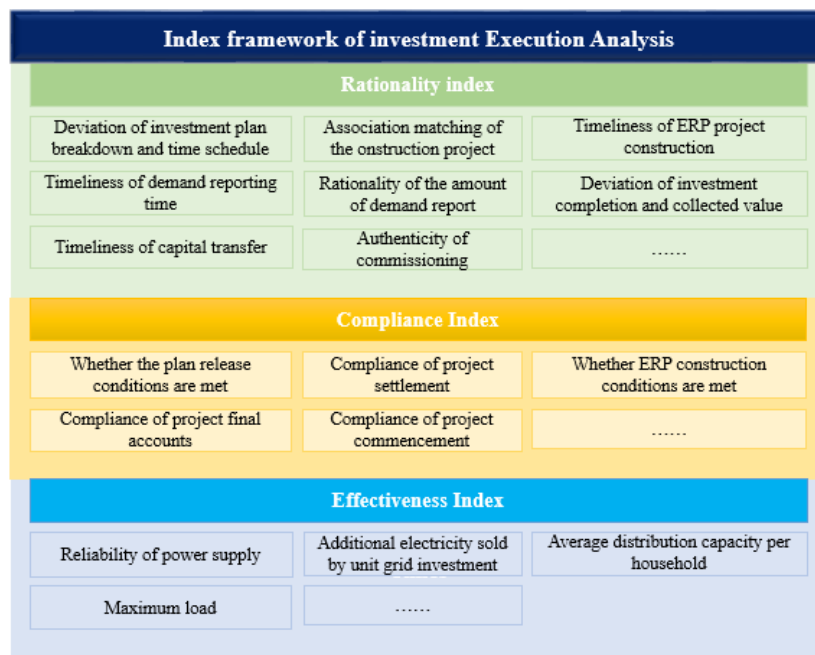 Index framework of investment Execution Analysis
Rationality index
Deviation of investment plan
breakdown and time schedule
Association matching of
the onstruction project
Timeliness of ERP project
construction
Timeliness of demand reporting
time
Rationality of the amount
of demand report
Deviation of investment
completion and collected value
Timeliness of capital transfer
Authenticity of
commissioning
......
Compliance Index
Whether the plan release
conditions are met
Compliance of project
settlement
Whether ERP construction
conditions are met
Compliance of project final
accounts
Compliance of project
commencement
......
Effectiveness Index
Reliability of power supply
Additional electricity sold
by unit grid investment
Average distribution capacity per
household
Maximum load
......